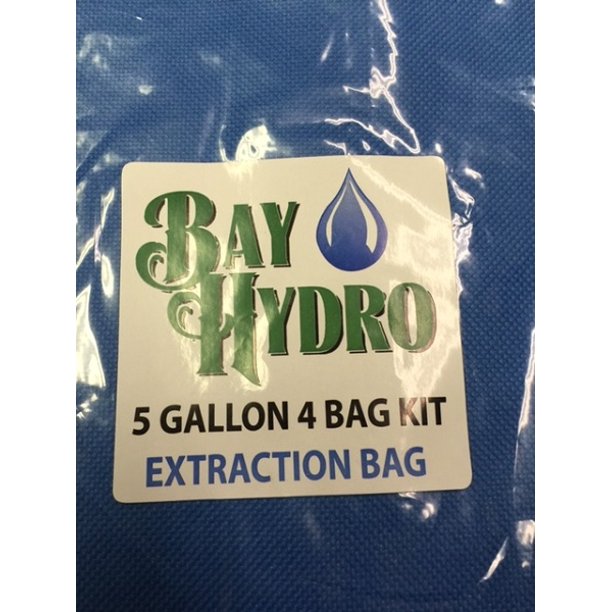 BAY
HYDRO
5 GALLON 4 BAG KIT
EXTRACTION BAG